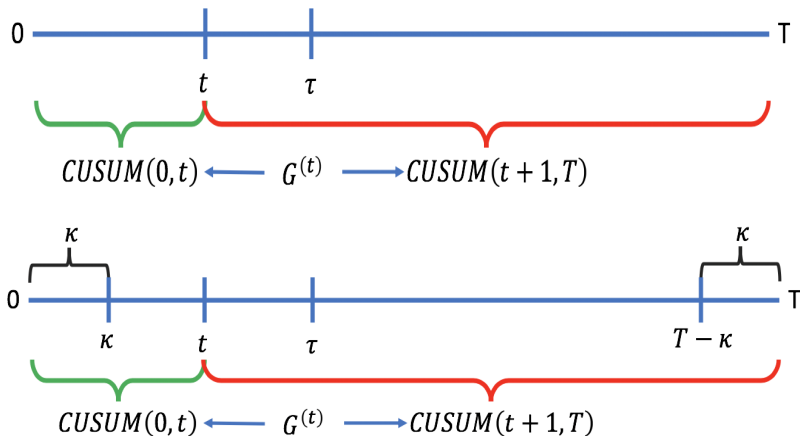 0 T
t τ
CUSUM(0, t) G^(t) CUSUM(t + 1, T)
κ κ
0 T
κ t τ T − κ
CUSUM(0, t) G^(t) CUSUM(t + 1, T)